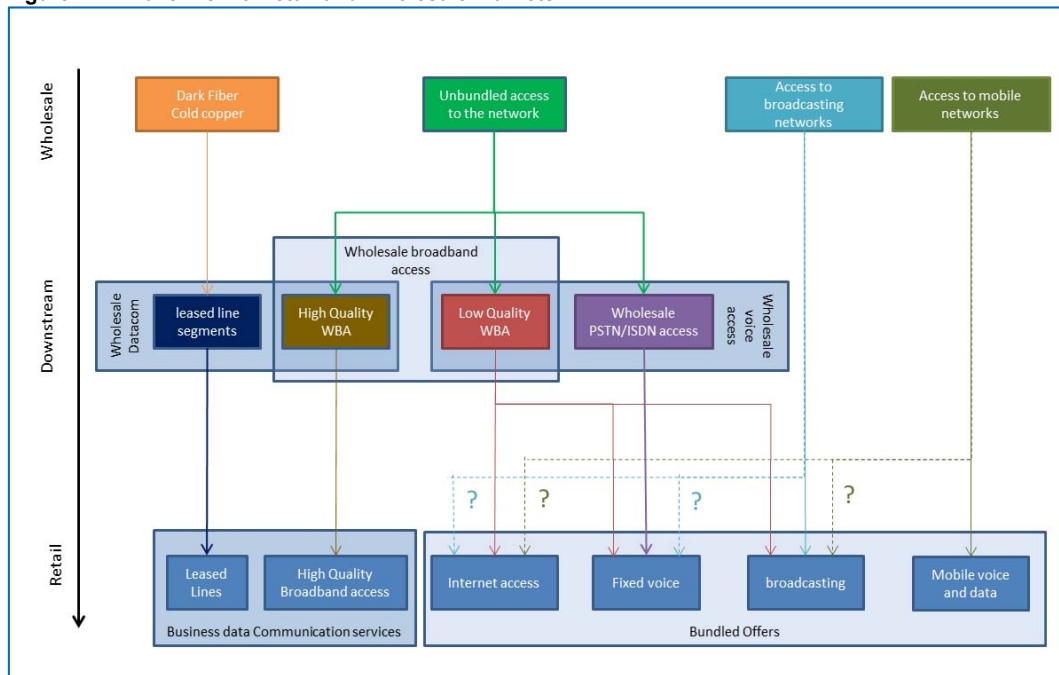 Wholesale
Dark Fiber
Cold copper
Unbundled access
to the network
Access to
broadcasting
networks
Access to mobile
networks
Downstream
Wholesale broadband
access
Wholesale
Datacom
leased line
segments
High Quality
WBA
Low Quality
WBA
Wholesale
PSTN/ISDN access
Wholesale
voice
access
?
?
?
?
Retail
Leased
Lines
High Quality
Broadband access
Business data Communication services
Internet access
Fixed voice
broadcasting
Mobile voice
and data
Bundled Offers